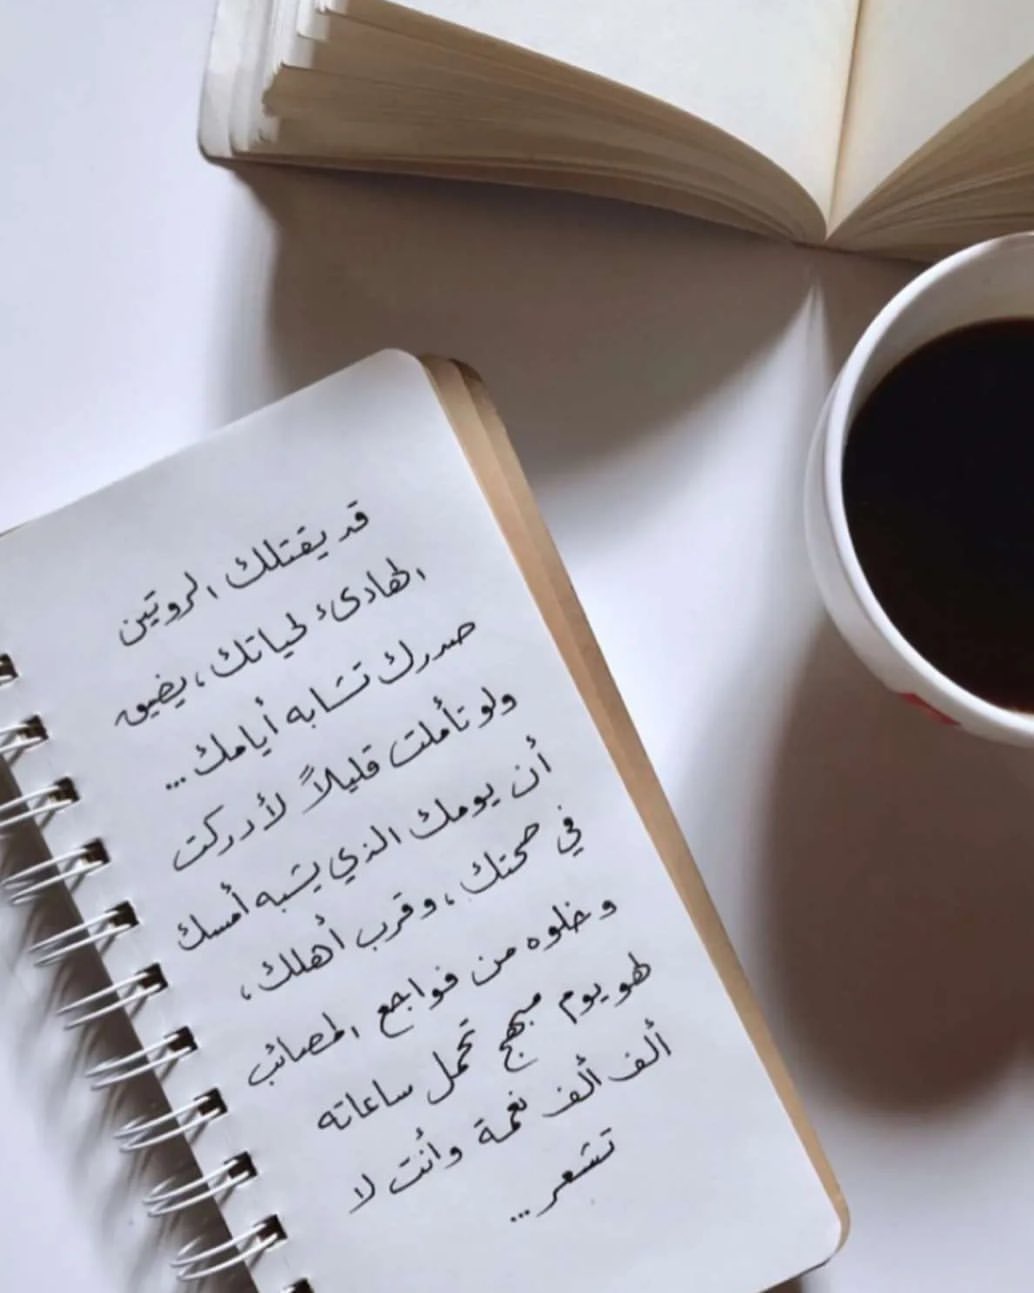 قد يقتلك الروتين
الهادئ لحياتك، يضيق
صدرك تشابه أيامك...
ولو تأملت قليلاً لأدركت
أن يومك الذي يشبه أمسك
في صحتك، وقرب أهلك،
وخلوه من فواجع المصائب
لهو يوم مبهج تحمل ساعاته
ألف ألف نعمة وأنت لا
تشعر...